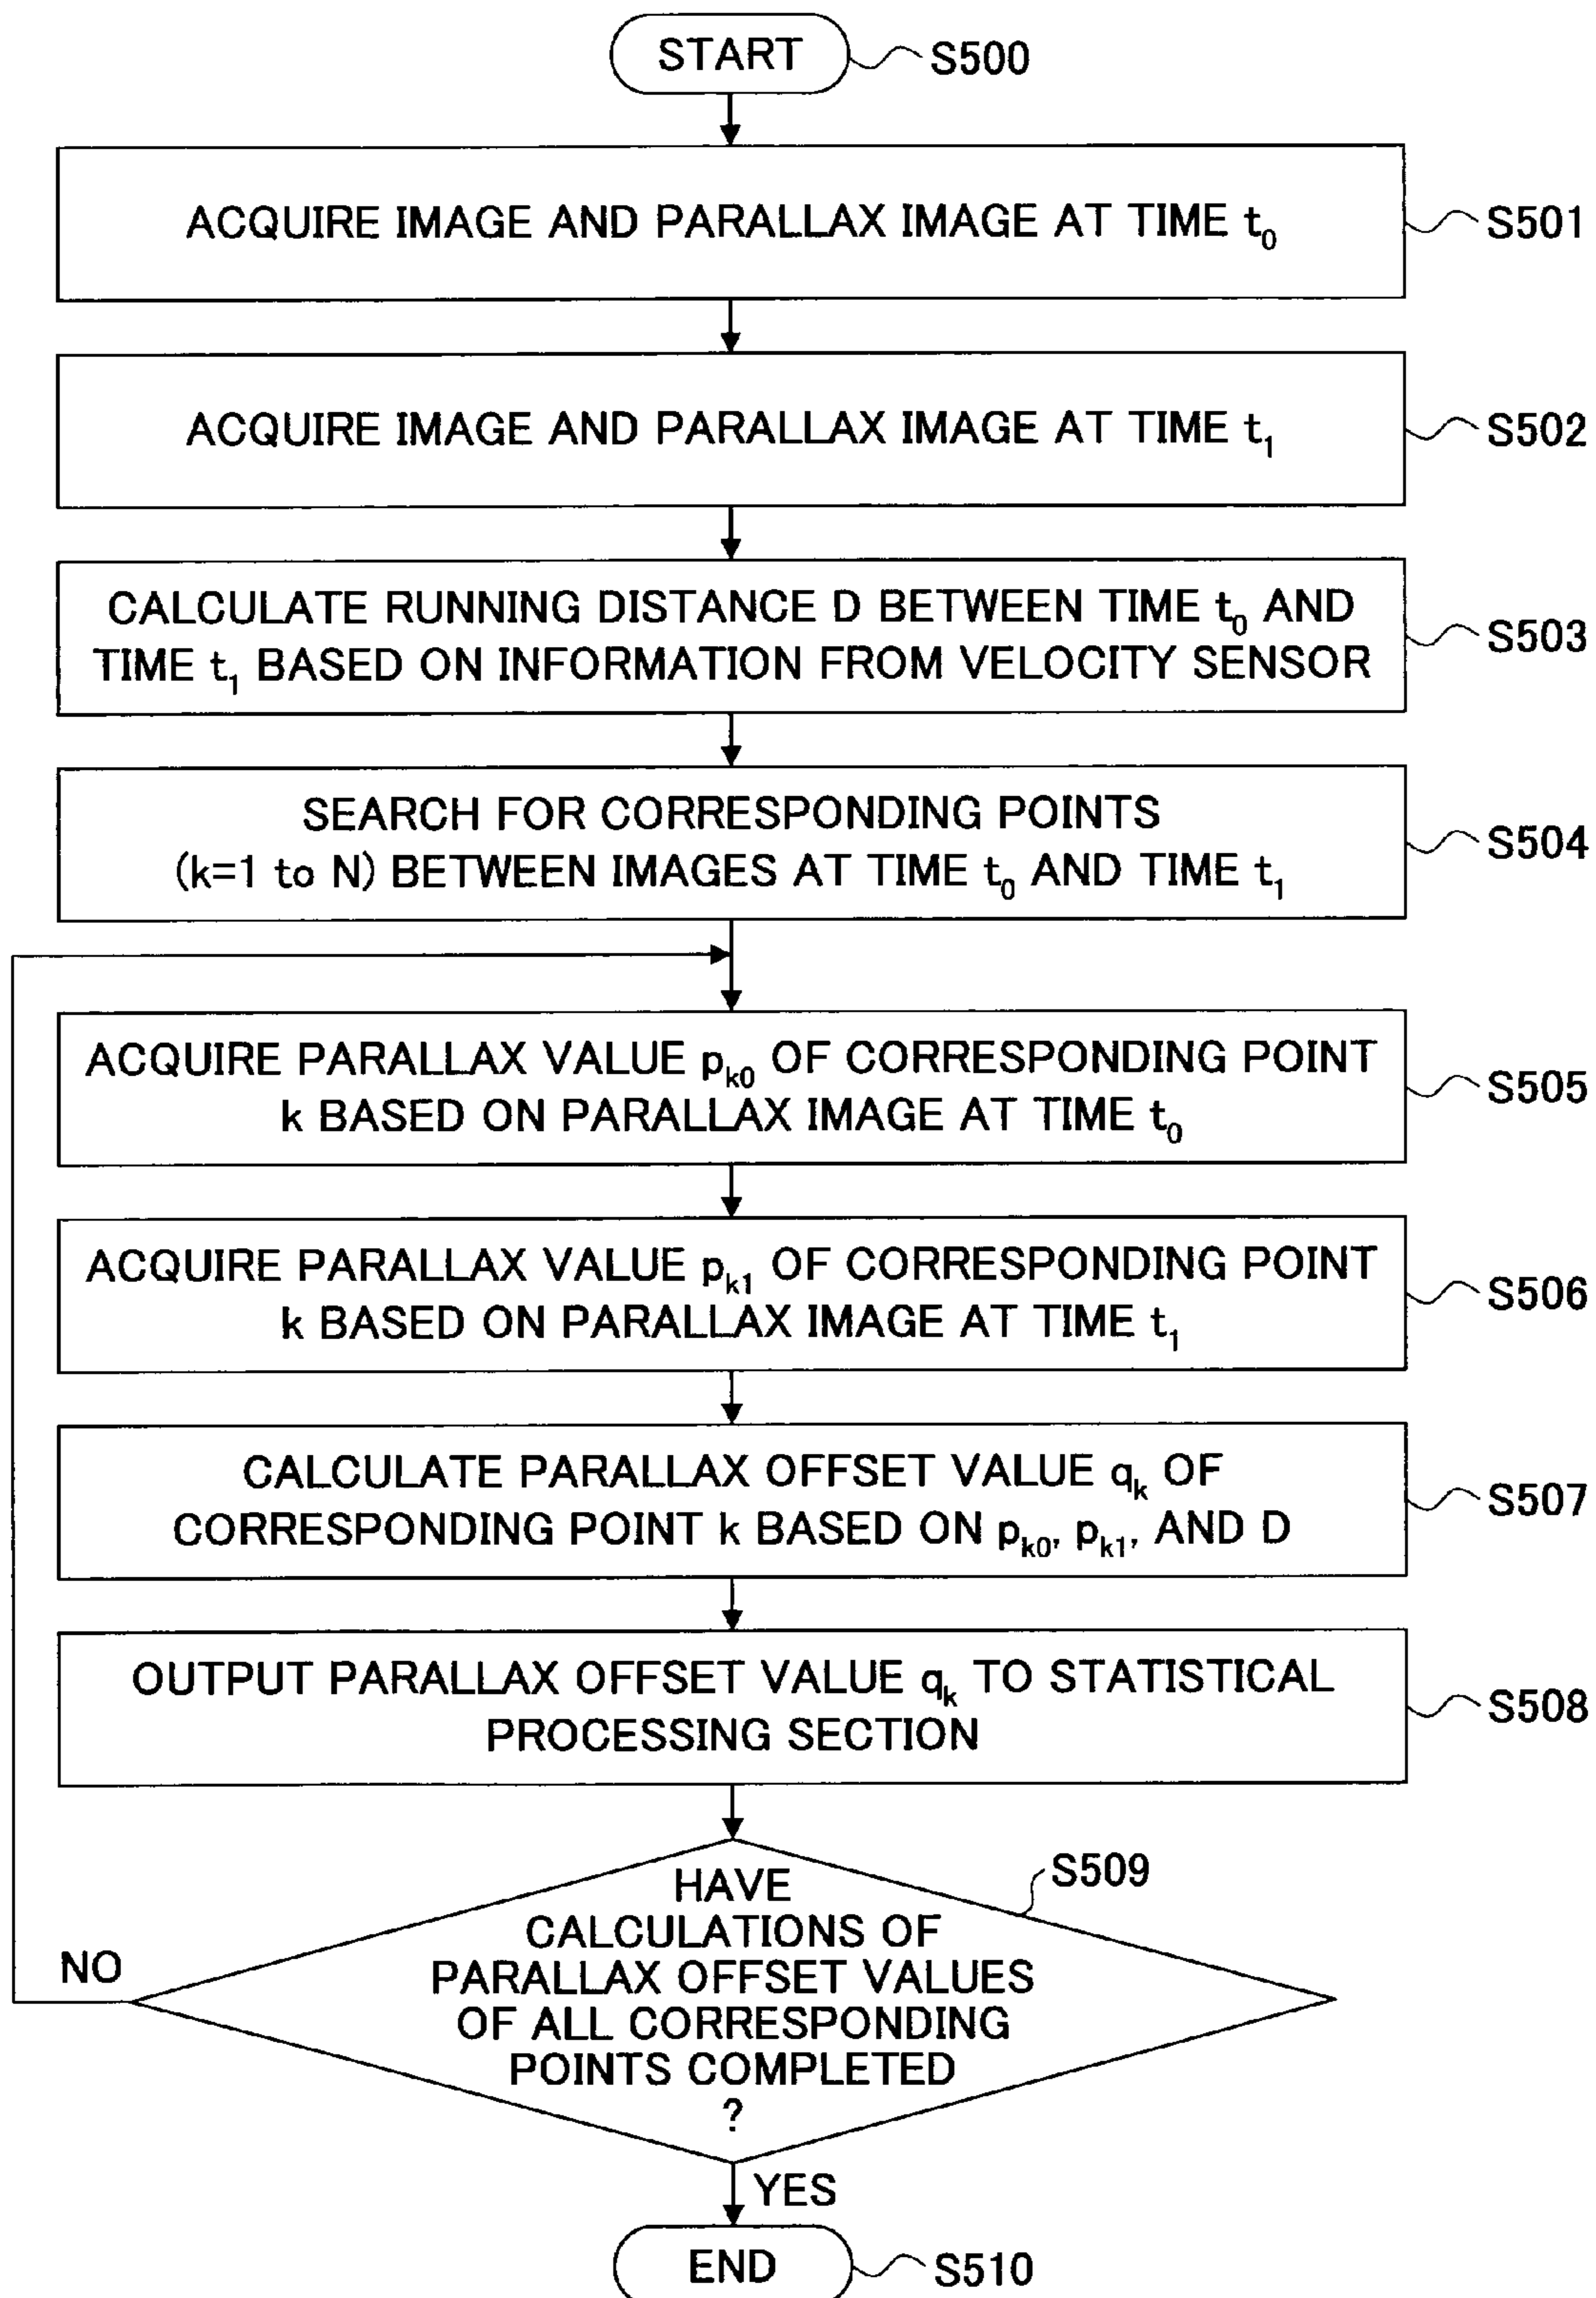 START
S500
ACQUIRE IMAGE AND PARALLAX IMAGE AT TIME t₀
S501
ACQUIRE IMAGE AND PARALLAX IMAGE AT TIME t₁
S502
CALCULATE RUNNING DISTANCE D BETWEEN TIME t₀ AND
TIME t₁ BASED ON INFORMATION FROM VELOCITY SENSOR
S503
SEARCH FOR CORRESPONDING POINTS
(k=1 to N) BETWEEN IMAGES AT TIME t₀ AND TIME t₁
S504
ACQUIRE PARALLAX VALUE pₖ₀ OF CORRESPONDING POINT
k BASED ON PARALLAX IMAGE AT TIME t₀
S505
ACQUIRE PARALLAX VALUE pₖ₁ OF CORRESPONDING POINT
k BASED ON PARALLAX IMAGE AT TIME t₁
S506
CALCULATE PARALLAX OFFSET VALUE qₖ OF
CORRESPONDING POINT k BASED ON pₖ₀, pₖ₁, AND D
S507
OUTPUT PARALLAX OFFSET VALUE qₖ TO STATISTICAL
PROCESSING SECTION
S508
HAVE
CALCULATIONS OF
PARALLAX OFFSET VALUES
OF ALL CORRESPONDING
POINTS COMPLETED
?
S509
NO
YES
END
S510